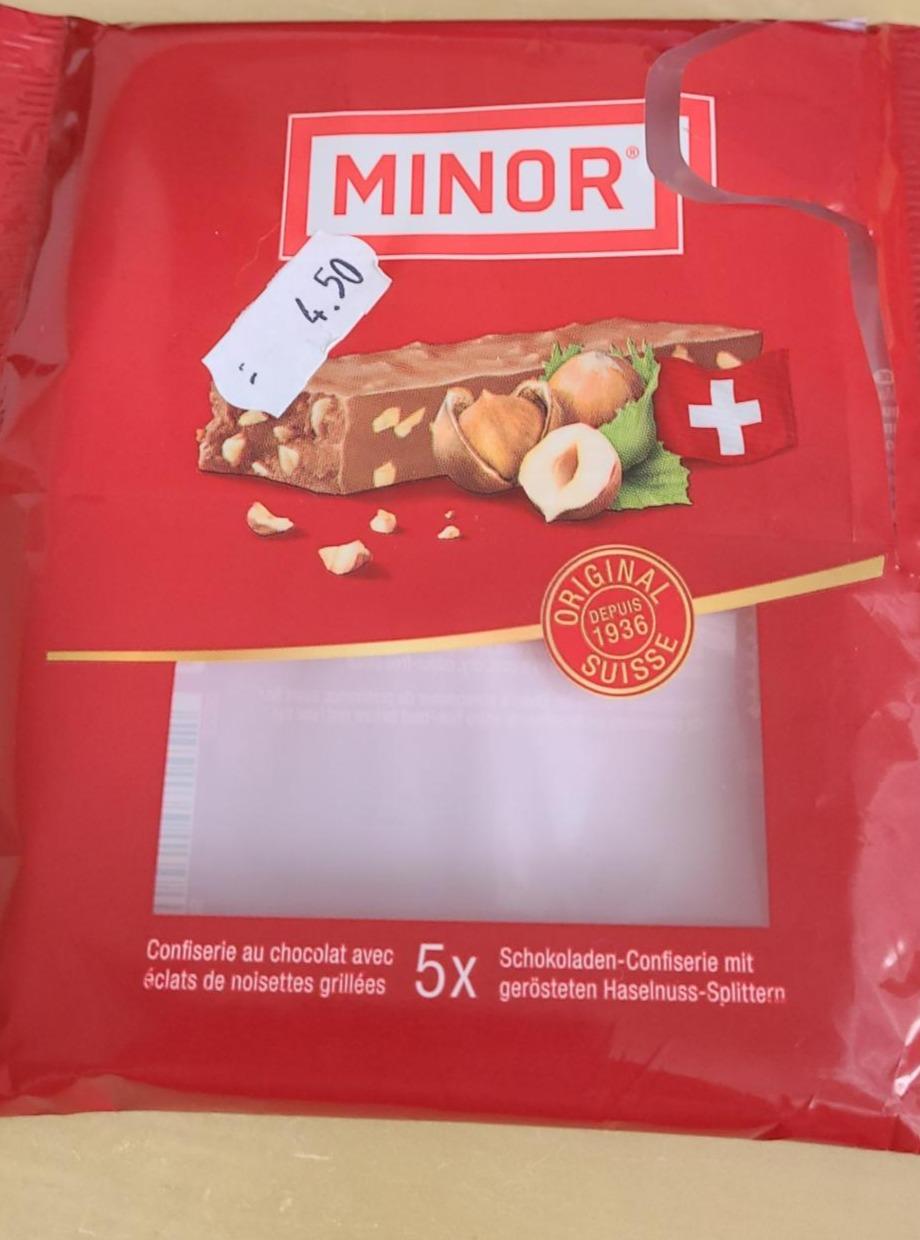 MINOR®
4.50
ORIGINAL
DEPUIS
1936
SUISSE
Confiserie au chocolat avec
éclats de noisettes grillées
5x
Schokoladen-Confiserie mit
gerösteten Haselnuss-Splittern